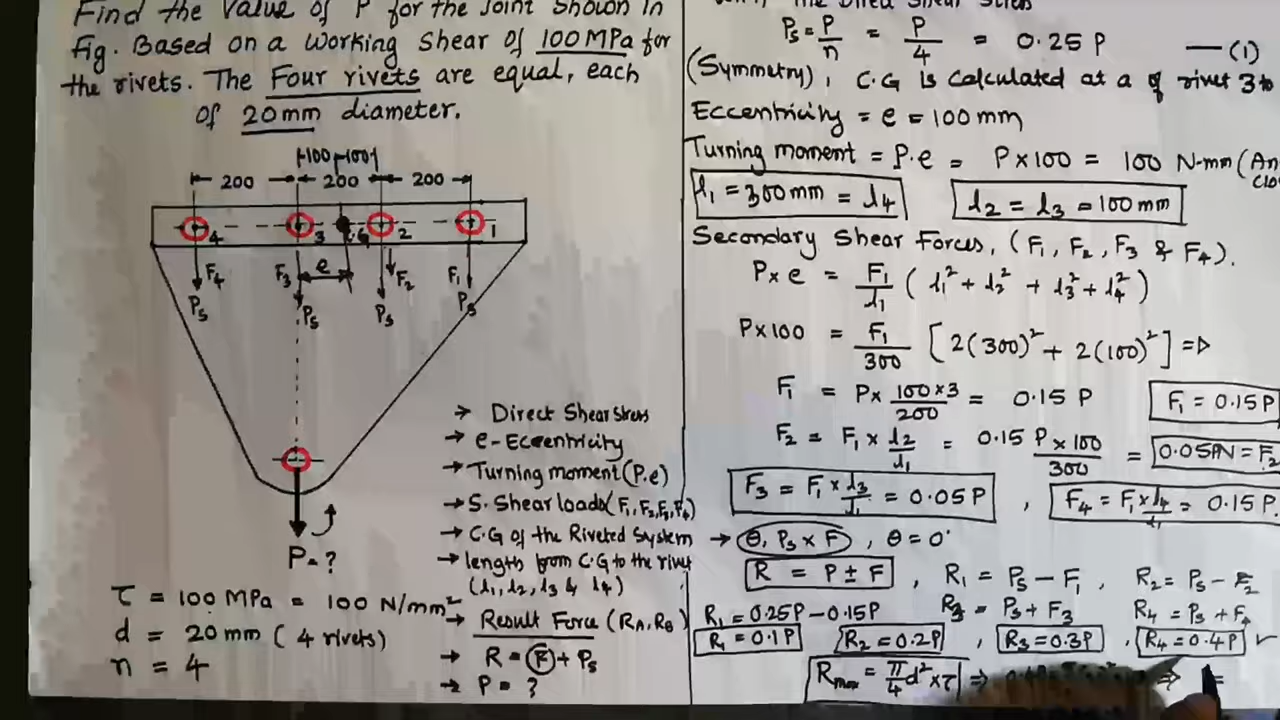 Find the value of P for the Joint shown in
fig. Based on a working shear of 100MPa for
the rivets. The Four rivets are equal, each
of 20mm diameter.
100 100
200 200 200
4 3 CG 2 1
F4 F3 e F2 F1
Ps Ps Ps Ps
P = ?
τ = 100 MPa = 100 N/mm²
d = 20mm ( 4 rivets)
n = 4
→ Direct Shear Stress
→ e-Eccentricity
→ Turning moment (P.e)
→ S. Shear loads (F1, F2, F3, F4)
→ C.G of the Riveted System
→ length from C.G to the rivet
(l1, l2, l3 & l4)
→ Result Force (RA, RB)
→ R = F + Ps
→ P = ?
The Direct Shear Stress
Ps = P/n = P/4 = 0.25 P — (1)
(Symmetry), C.G is Calculated at a of rivet 3 to
Eccentricity = e = 100 mm
Turning moment = P.e = P×100 = 100 N-mm (An
l1 = 300 mm = l4 l2 = l3 = 100 mm
Secondary Shear Forces, (F1, F2, F3 & F4).
P×e = F1/l1 (l1² + l2² + l3² + l4²)
P×100 = F1/300 [2(300)² + 2(100)²] ⇒
F1 = P× 100×3/200 = 0.15 P F1 = 0.15P
F2 = F1 × l2/l1 = 0.15 P×100/300 = 0.05PN = F2
F3 = F1 × l3/l1 = 0.05 P , F4 = F1 × l4/l1 = 0.15 P
→ θ, Ps × F , θ = 0°
R = P ± F , R1 = Ps − F1 , R2 = Ps − F2
R1 = 0.25P − 0.15P R3 = Ps + F3 R4 = Ps + F4
R1 = 0.1P R2 = 0.2P , R3 = 0.3P , R4 = 0.4P ✓
Rmax = π/4 d² × τ ⇒